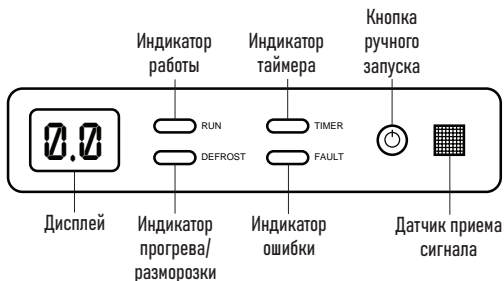 Индикатор
работы
Индикатор
таймера
Кнопка
ручного
запуска
0.0
RUN
TIMER
DEFROST
FAULT
Дисплей
Индикатор
прогрева/
разморозки
Индикатор
ошибки
Датчик приема
сигнала